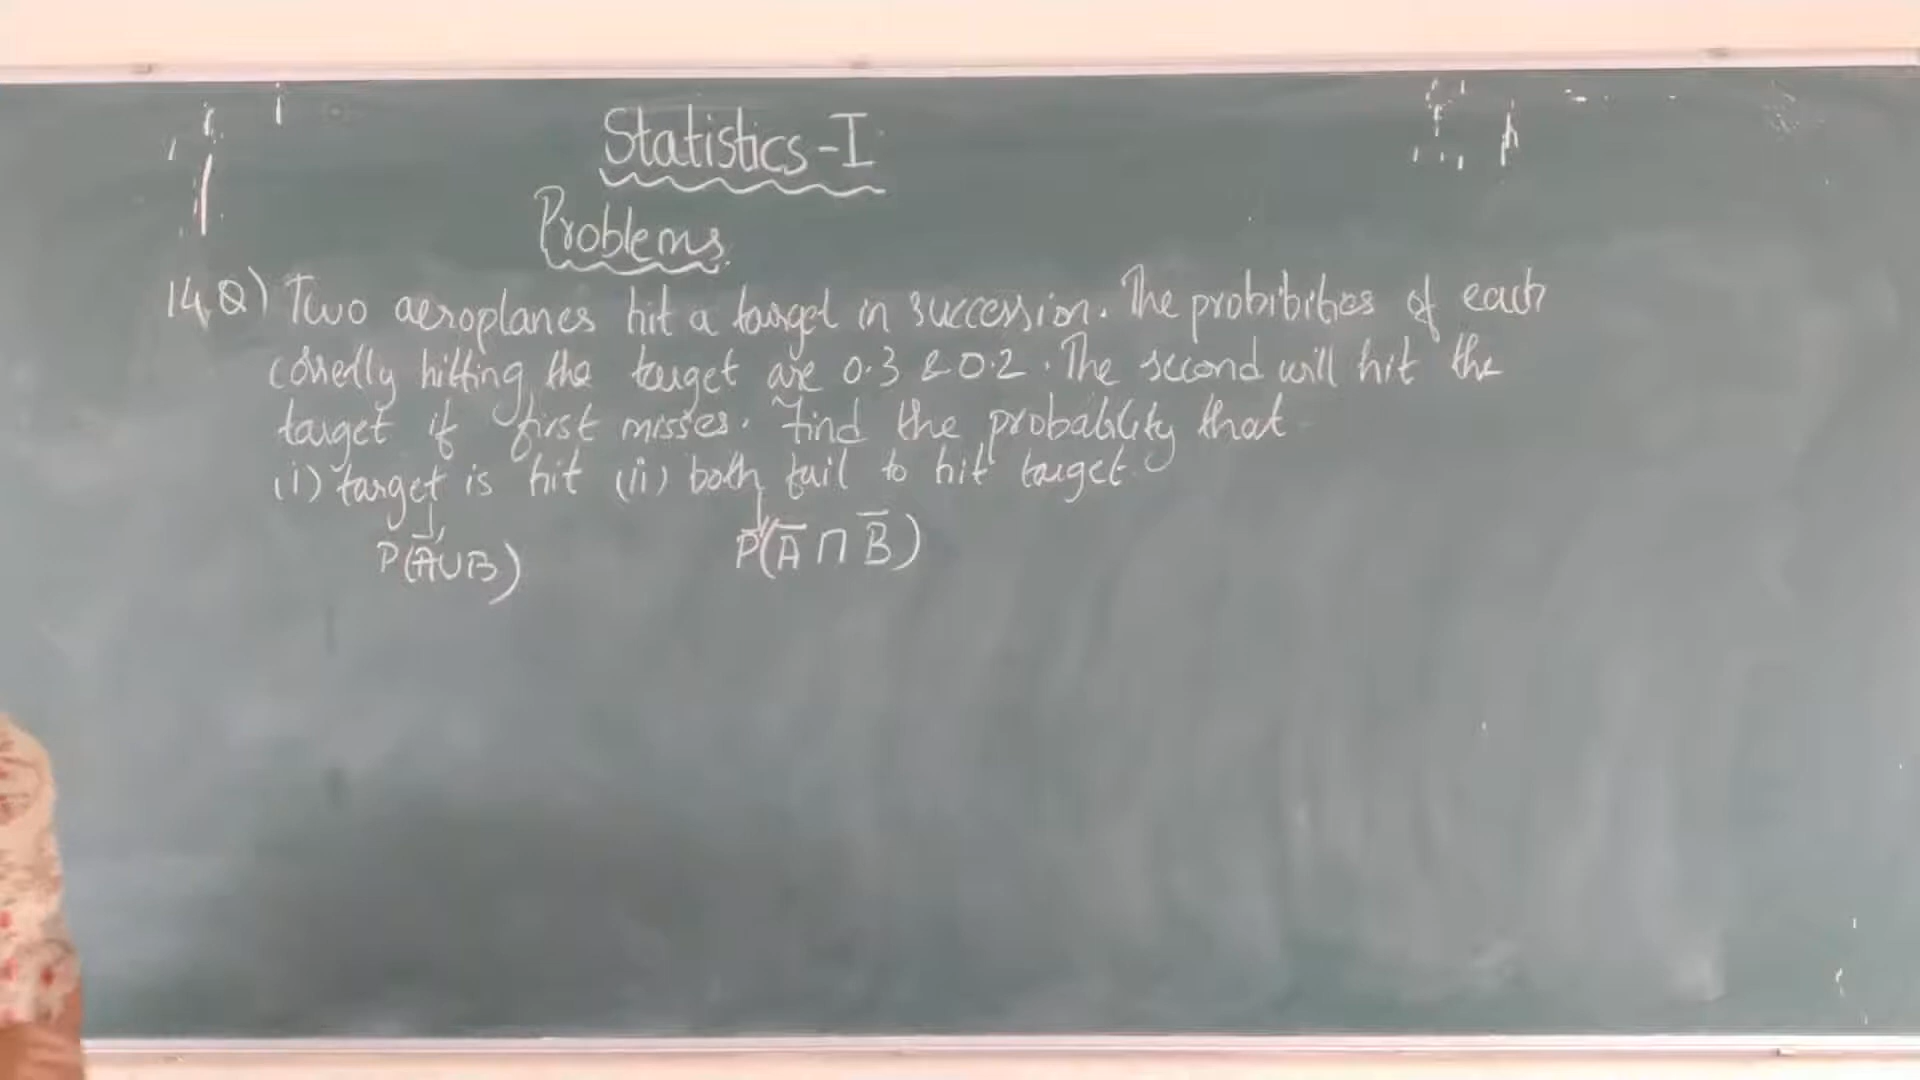 Statistics-I
Problems.
14.Q) Two aeroplanes hit a target in succession. The probibities of each
correctly hitting the target are 0.3 & 0.2. The second will hit the
target if first misses. Find the probability that
(i) target is hit (ii) both fail to hit target.
P(A̅∪B) P(A̅ ∩ B̅)